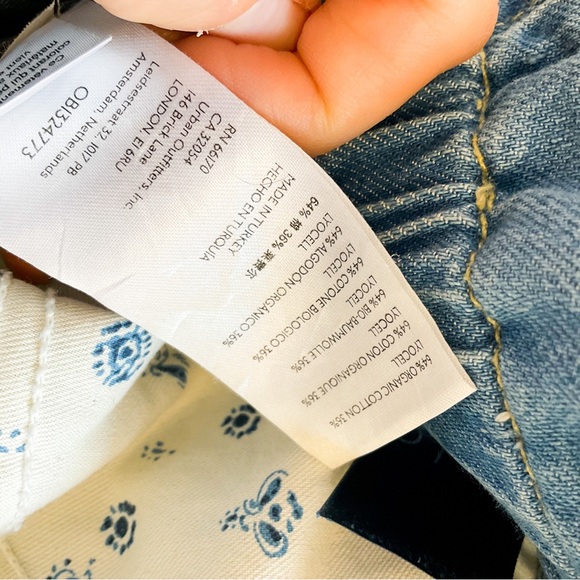 64% ORGANIC COTTON 36%
LYOCELL
64% COTON ORGANIQUE 36%
LYOCELL
64% BIO-BAUMWOLLE 36%
LYOCELL
64% COTONE BIOLOGICO 36%
LYOCELL
64% ALGODÓN ORGÁNICO 36%
LYOCELL
64% 棉 36% 莱赛尔
MADE IN TURKEY
HECHO EN TURQUIA
RN 66170
CA 32054
Urban Outfitters, Inc
146 Brick Lane
LONDON E1 6RU
Leidsestraat 32, 1017 PB
Amsterdam, Netherlands
OB1324773